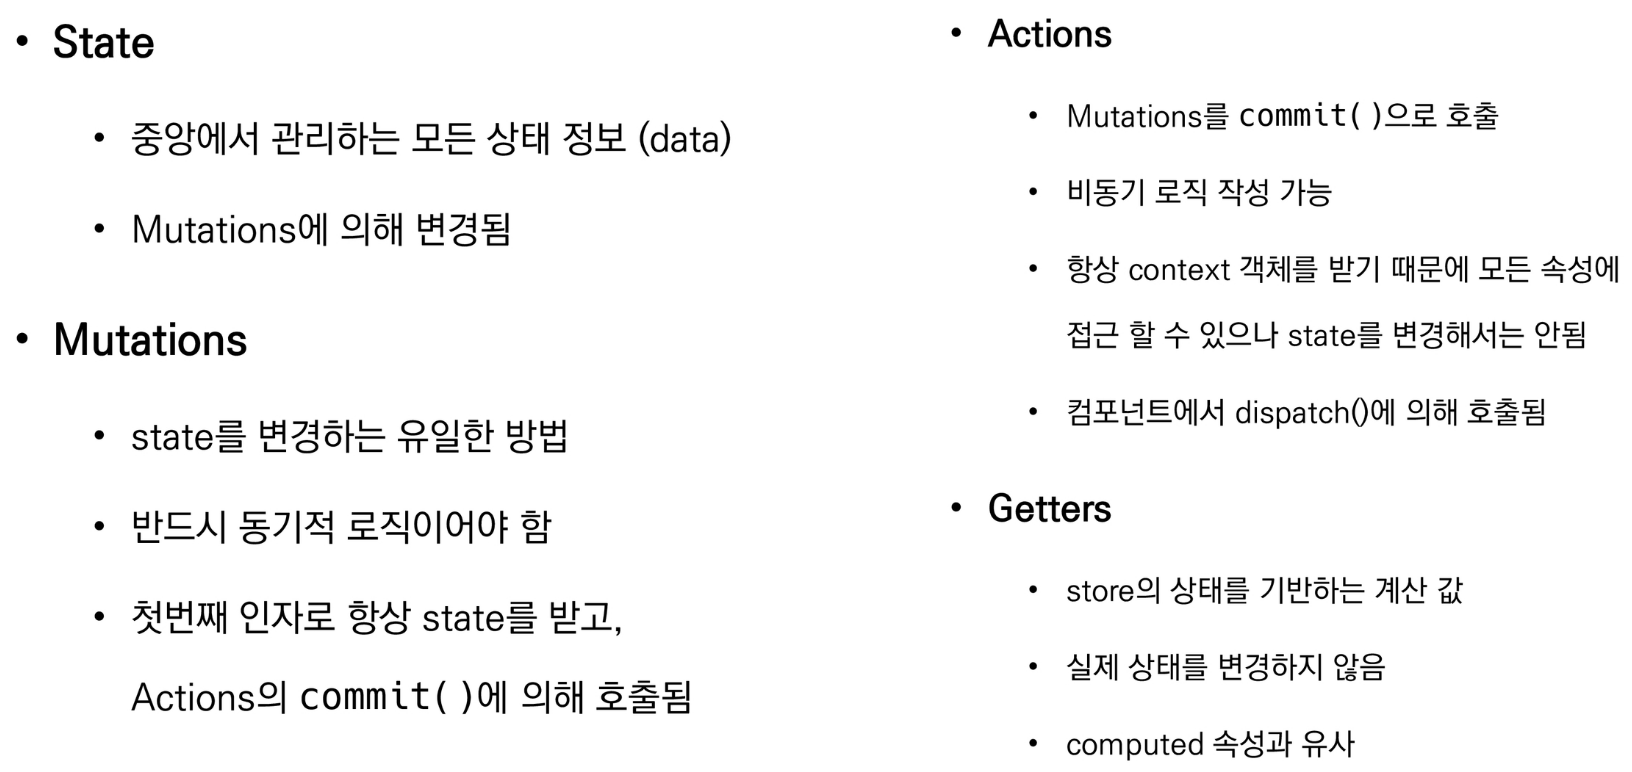 • State
• 중앙에서 관리하는 모든 상태 정보 (data)
• Mutations에 의해 변경됨
• Mutations
• state를 변경하는 유일한 방법
• 반드시 동기적 로직이어야 함
• 첫번째 인자로 항상 state를 받고,
Actions의 commit()에 의해 호출됨
• Actions
• Mutations를 commit()으로 호출
• 비동기 로직 작성 가능
• 항상 context 객체를 받기 때문에 모든 속성에
접근 할 수 있으나 state를 변경해서는 안됨
• 컴포넌트에서 dispatch()에 의해 호출됨
• Getters
• store의 상태를 기반하는 계산 값
• 실제 상태를 변경하지 않음
• computed 속성과 유사